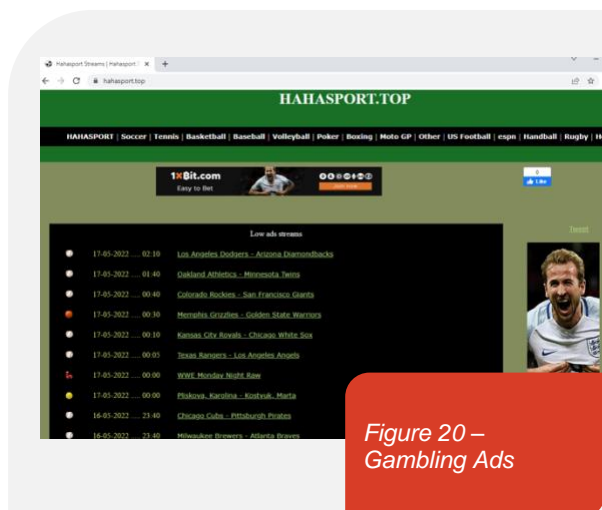 Hahasport Streams | Hahasport
hahasport.top
HAHASPORT.TOP
HAHASPORT | Soccer | Tennis | Basketball | Baseball | Volleyball | Poker | Boxing | Moto GP | Other | US Football | espn | Handball | Rugby |
1XBit.com
Easy to Bet
Join now
0
Like
Low ads streams
Tweet
17-05-2022 .... 02:10 Los Angeles Dodgers - Arizona Diamondbacks
17-05-2022 .... 01:40 Oakland Athletics - Minnesota Twins
17-05-2022 .... 00:40 Colorado Rockies - San Francisco Giants
17-05-2022 .... 00:30 Memphis Grizzlies - Golden State Warriors
17-05-2022 .... 00:10 Kansas City Royals - Chicago White Sox
17-05-2022 .... 00:05 Texas Rangers - Los Angeles Angels
17-05-2022 .... 00:00 WWE Monday Night Raw
17-05-2022 .... 00:00 Pliskova, Karolina - Kostyuk, Marta
16-05-2022 .... 23:40 Chicago Cubs - Pittsburgh Pirates
16-05-2022 .... 23:40 Milwaukee Brewers - Atlanta Braves
Figure 20 –
Gambling Ads